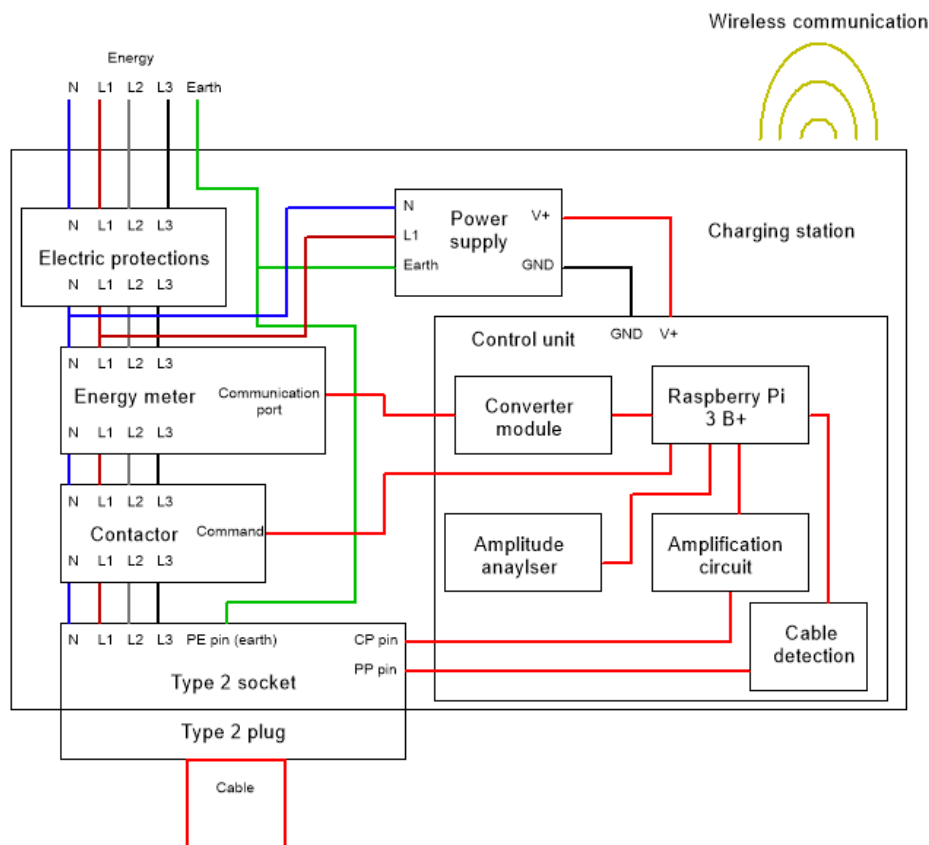 Wireless communication
Energy
N L1 L2 L3 Earth
N L1 L2 L3
Electric protections
N L1 L2 L3
N
L1
Earth
Power
supply
V+
GND
Charging station
Control unit
GND V+
N L1 L2 L3
Energy meter
Communication
port
N L1 L2 L3
Converter
module
Raspberry Pi
3 B+
N L1 L2 L3
Contactor
Command
N L1 L2 L3
Amplitude
anaylser
Amplification
circuit
Cable
detection
N L1 L2 L3 PE pin (earth) CP pin
PP pin
Type 2 socket
Type 2 plug
Cable